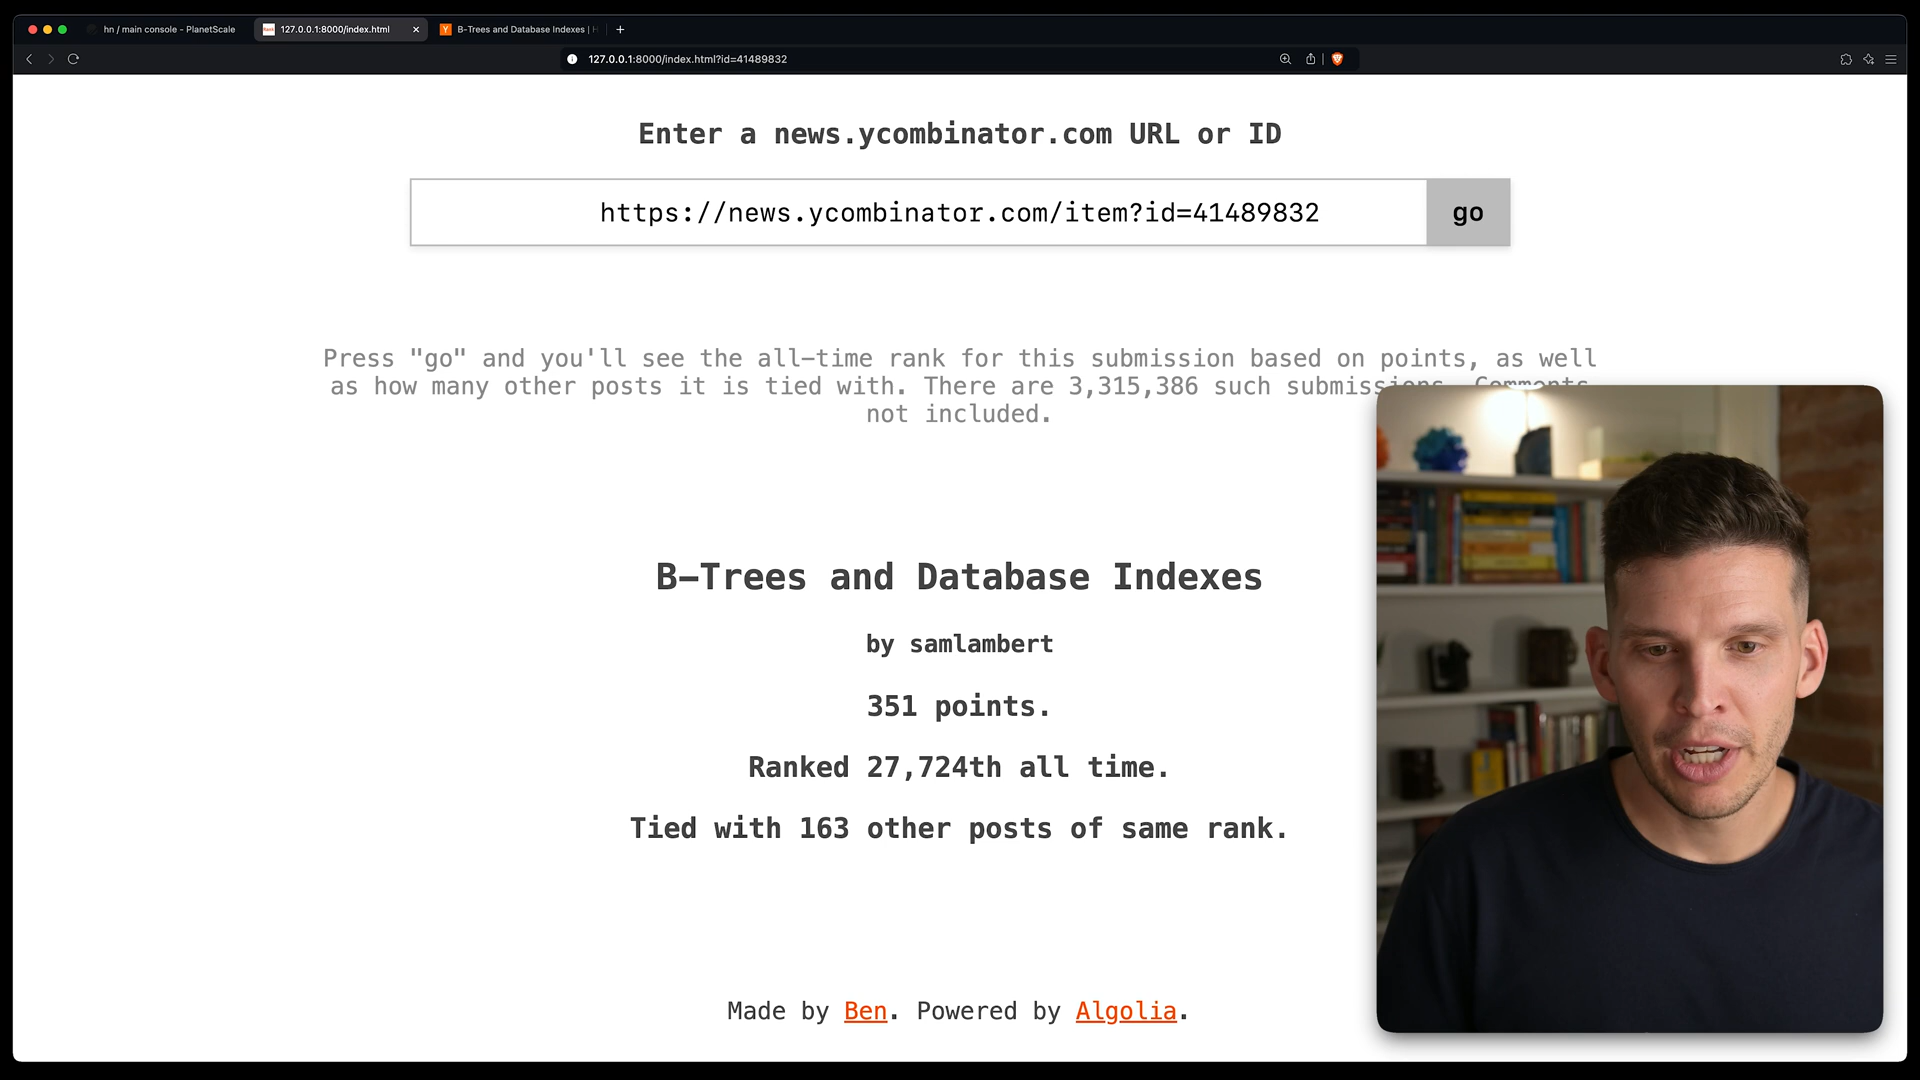 hn / main console - PlanetScale
127.0.0.1:8000/index.html
B-Trees and Database Indexes |
127.0.0.1:8000/index.html?id=41489832
Enter a news.ycombinator.com URL or ID
https://news.ycombinator.com/item?id=41489832
go
Press "go" and you'll see the all-time rank for this submission based on points, as well
as how many other posts it is tied with. There are 3,315,386 such submissions. Comments
not included.
B-Trees and Database Indexes
by samlambert
351 points.
Ranked 27,724th all time.
Tied with 163 other posts of same rank.
Made by Ben. Powered by Algolia.